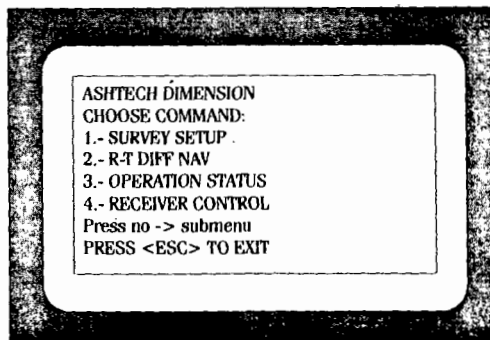 ASHTECH DIMENSION
CHOOSE COMMAND:
1.- SURVEY SETUP
2.- R-T DIFF NAV
3.- OPERATION STATUS
4.- RECEIVER CONTROL
Press no -> submenu
PRESS <ESC> TO EXIT